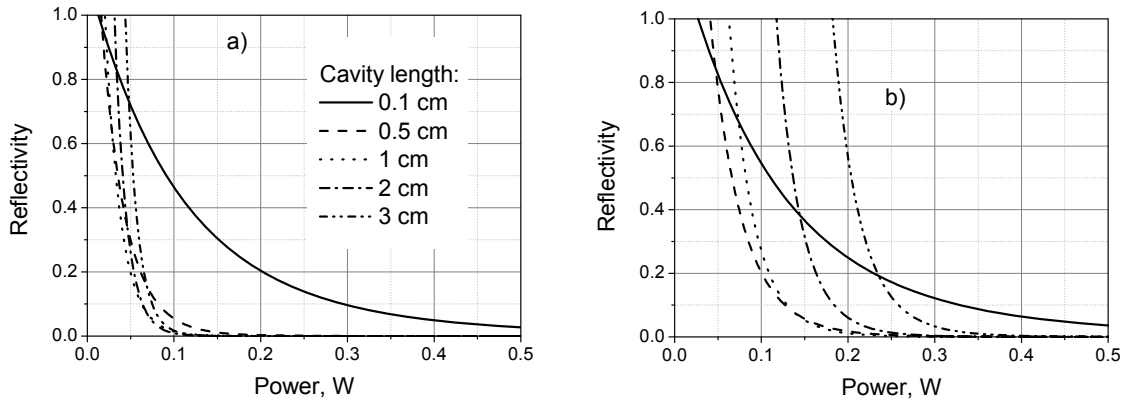 a)
Cavity length:
0.1 cm
0.5 cm
1 cm
2 cm
3 cm
Reflectivity
1.0
0.8
0.6
0.4
0.2
0.0
0.0 0.1 0.2 0.3 0.4 0.5
Power, W
b)
Reflectivity
1.0
0.8
0.6
0.4
0.2
0.0
0.0 0.1 0.2 0.3 0.4 0.5
Power, W